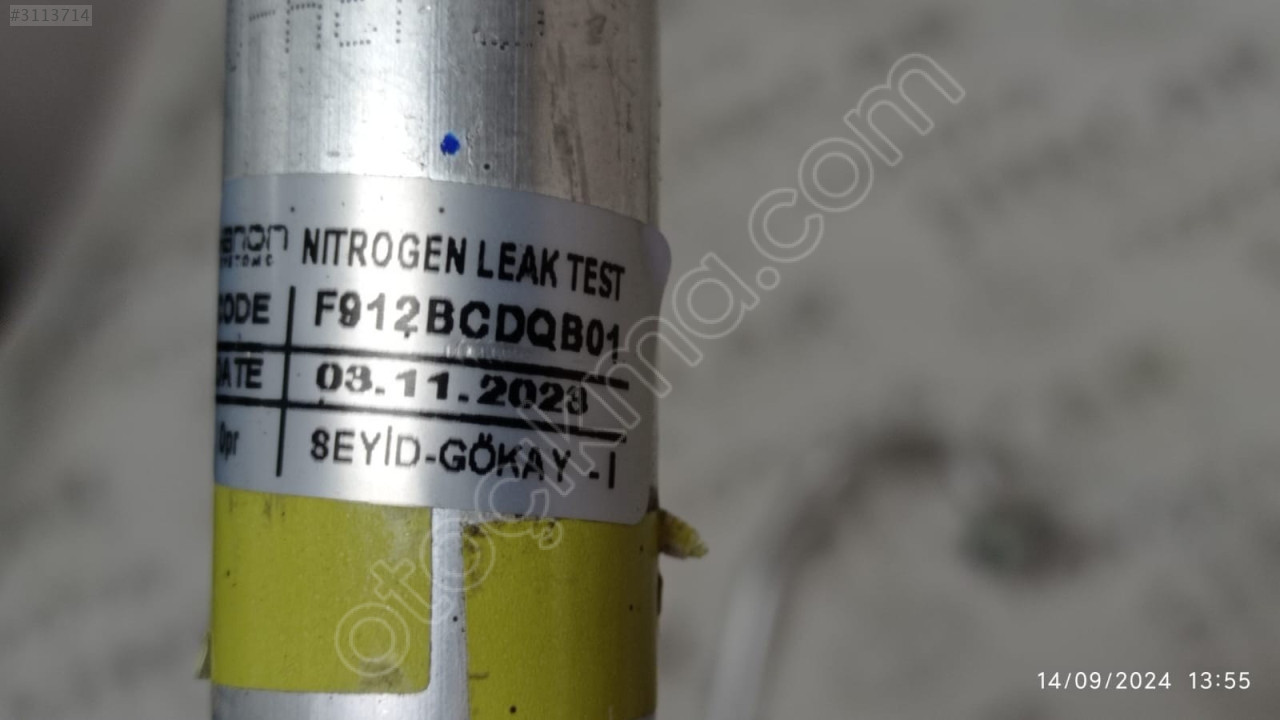 #3113714
NITROGEN LEAK TEST
CODE F912BCDQB01
DATE 03.11.2023
Opr SEYİD-GÖKAY - İ
otocikma.com
14/09/2024 13:55